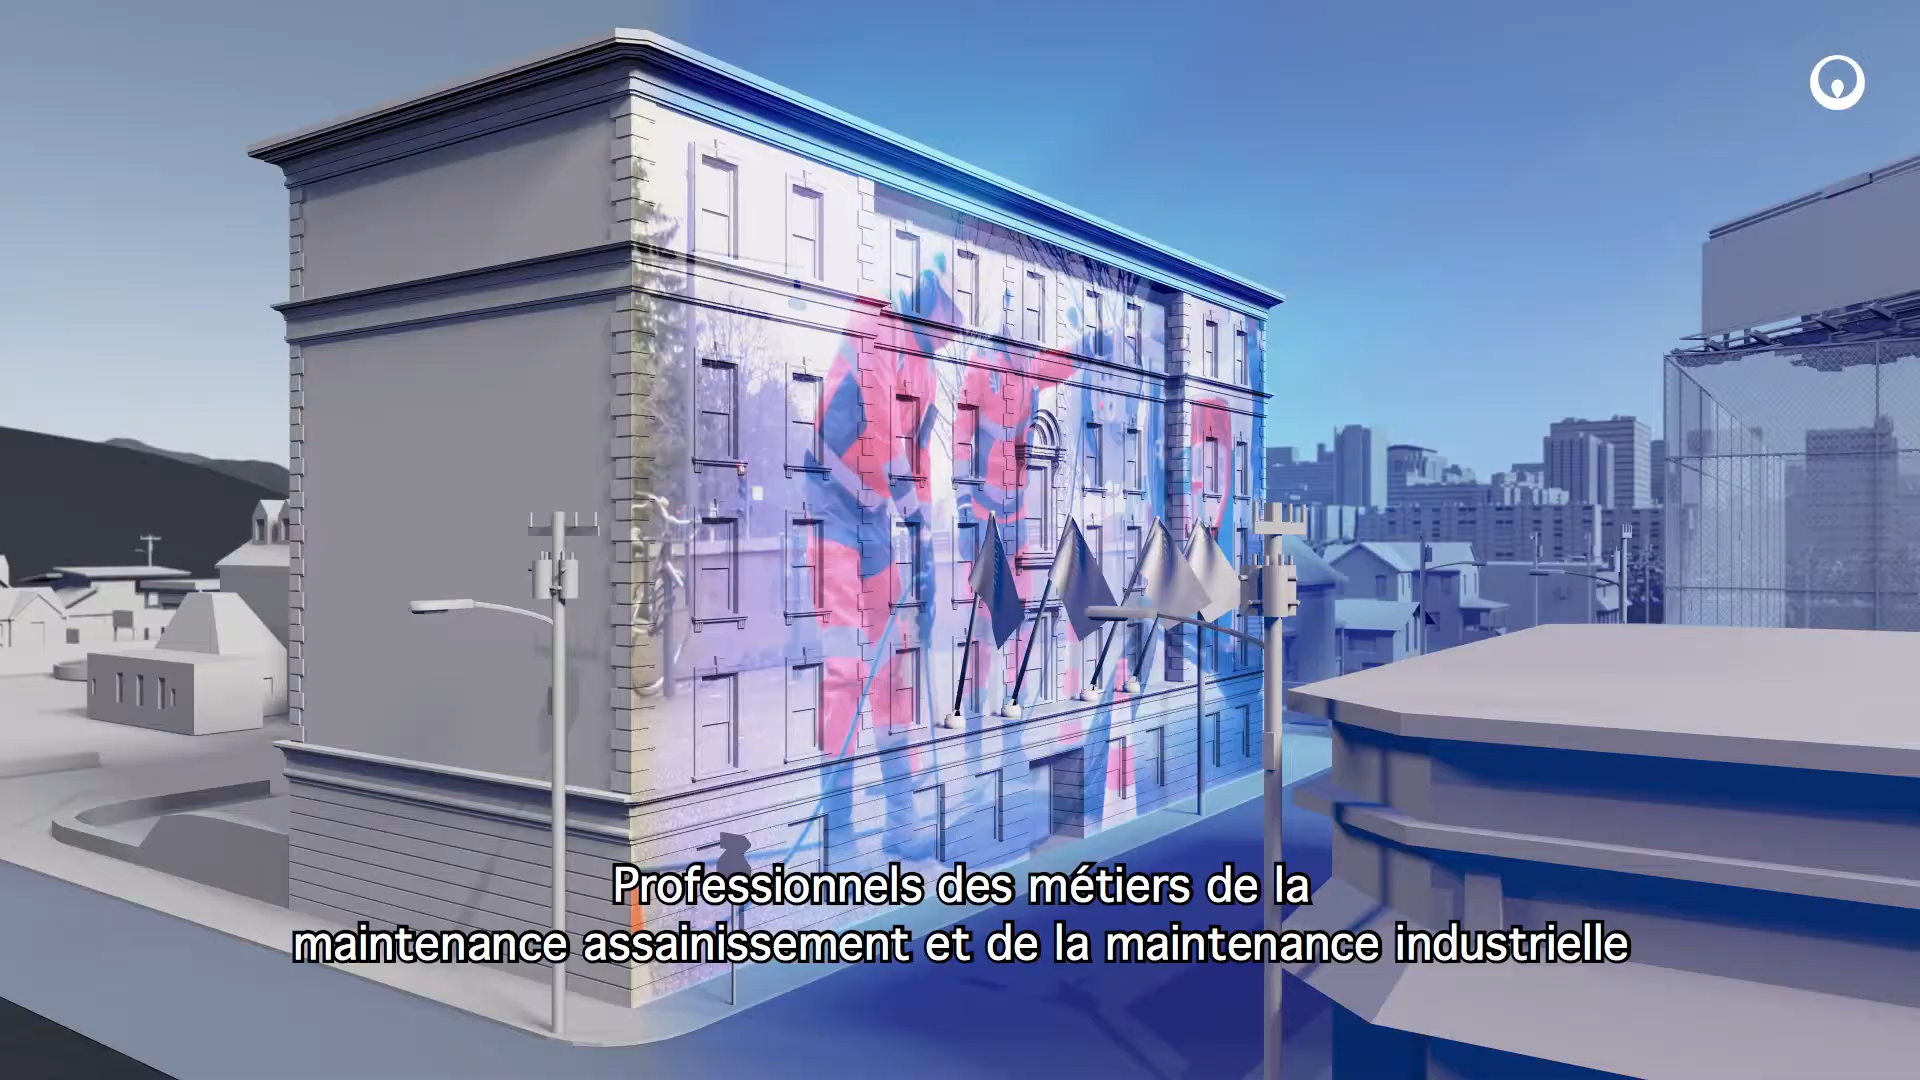 Professionnels des métiers de la
maintenance assainissement et de la maintenance industrielle